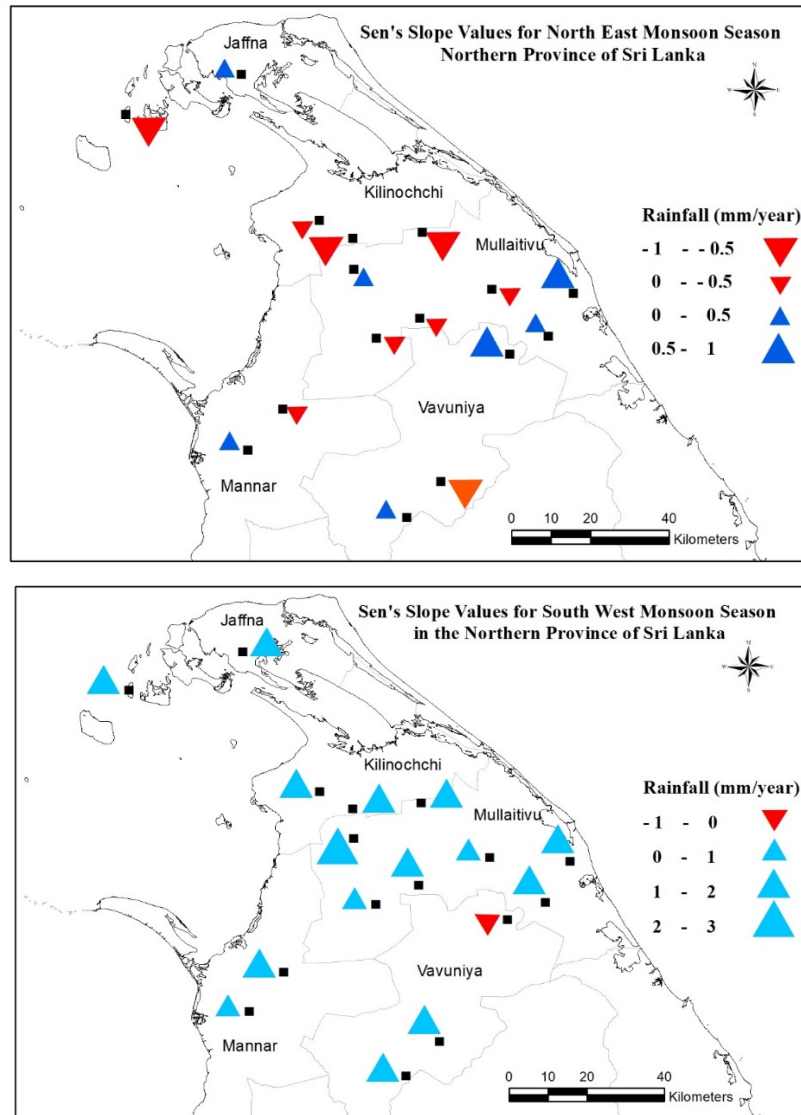 Sen's Slope Values for North East Monsoon Season
Northern Province of Sri Lanka
Jaffna
N
W E
S
Kilinochchi
Rainfall (mm/year)
Mullaitivu
- 1 - - 0.5
0 - - 0.5
0 - 0.5
0.5 - 1
Vavuniya
Mannar
0 10 20 40
Kilometers
Sen's Slope Values for South West Monsoon Season
in the Northern Province of Sri Lanka
Jaffna
N
W E
S
Kilinochchi
Rainfall (mm/year)
Mullaitivu
- 1 - 0
0 - 1
1 - 2
2 - 3
Vavuniya
Mannar
0 10 20 40
Kilometers